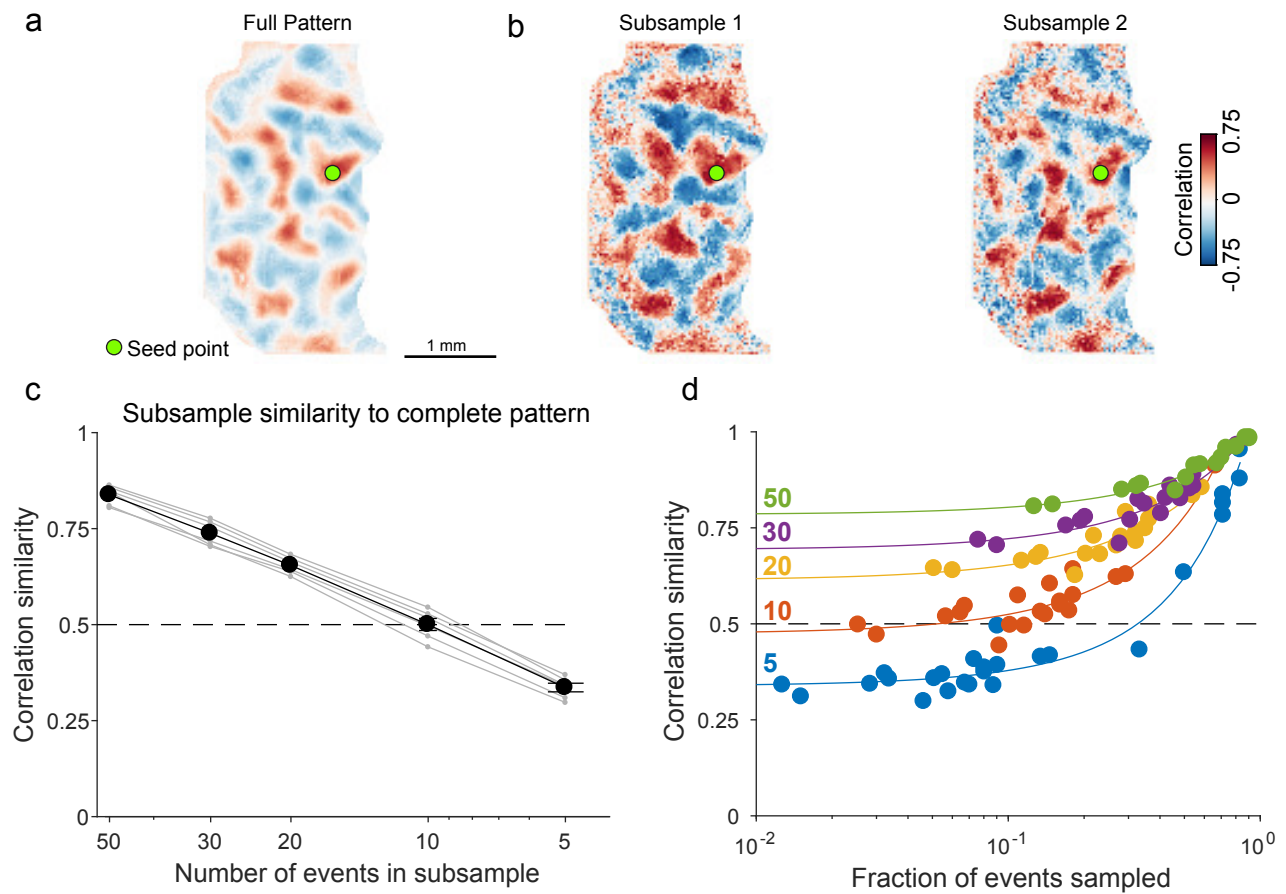 a
Full Pattern
b
Subsample 1
Subsample 2
Correlation
0.75
0
-0.75
Seed point
1 mm
c
Subsample similarity to complete pattern
Correlation similarity
1
0.75
0.5
0.25
0
50
30
20
10
5
Number of events in subsample
d
Correlation similarity
1
0.75
0.5
0.25
0
50
30
20
10
5
10-2
10-1
100
Fraction of events sampled